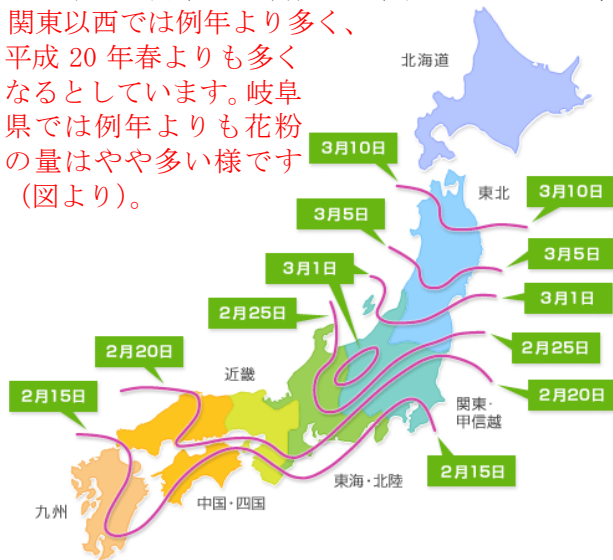 関東以西では例年より多く、
平成 20 年春よりも多く
なるとしています。岐阜
県では例年よりも花粉
の量はやや多い様です
（図より）。
北海道
3月10日
東北
3月10日
3月5日
3月5日
3月1日
3月1日
2月25日
2月25日
2月20日
近畿
2月20日
2月15日
関東・
甲信越
2月15日
東海・北陸
中国・四国
九州